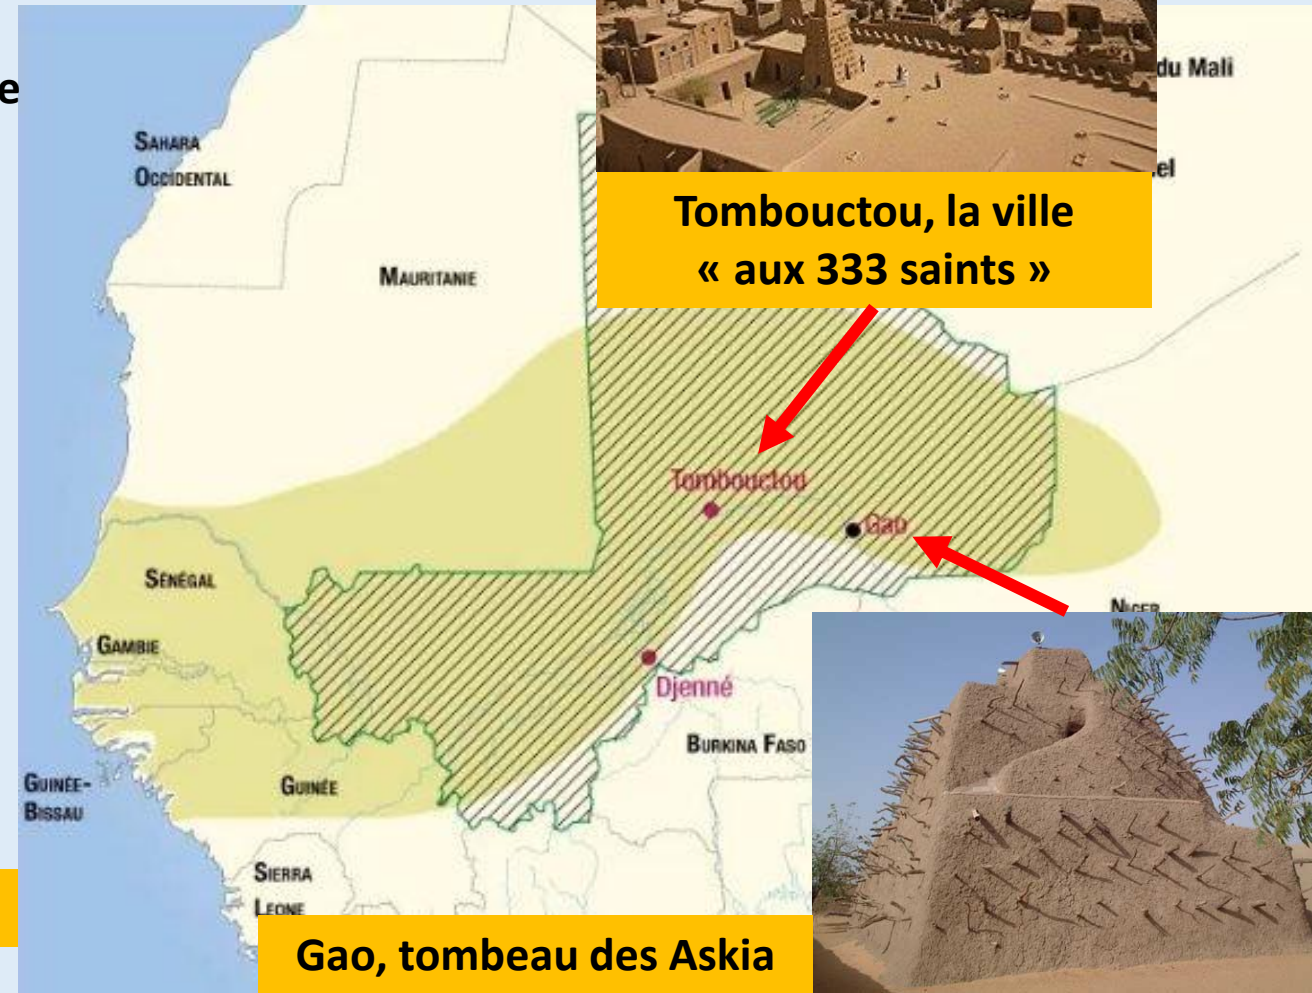 e
du Mali
SAHARA
OCCIDENTAL
el
Tombouctou, la ville
« aux 333 saints »
MAURITANIE
Tombouctou
Gao
SÉNÉGAL
NIGER
GAMBIE
Djenné
BURKINA FASO
GUINÉE-
BISSAU
GUINÉE
SIERRA
LEONE
Gao, tombeau des Askia